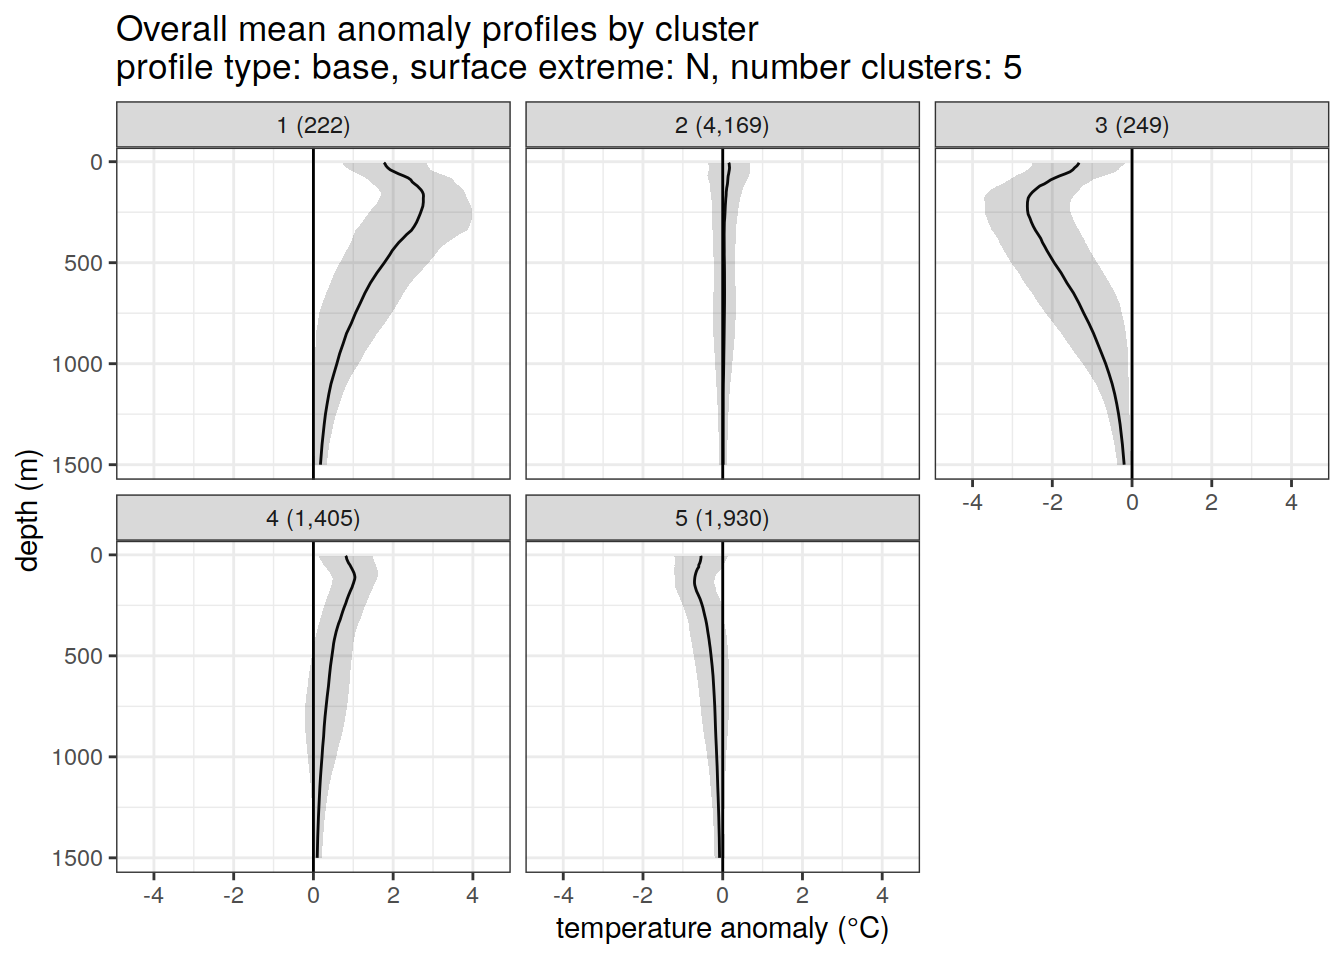 Overall mean anomaly profiles by cluster
profile type: base, surface extreme: N, number clusters: 5
1 (222)
2 (4,169)
3 (249)
0
500
1000
1500
-4 -2 0 2 4
4 (1,405)
5 (1,930)
0
500
1000
1500
-4 -2 0 2 4
-4 -2 0 2 4
depth (m)
temperature anomaly (°C)